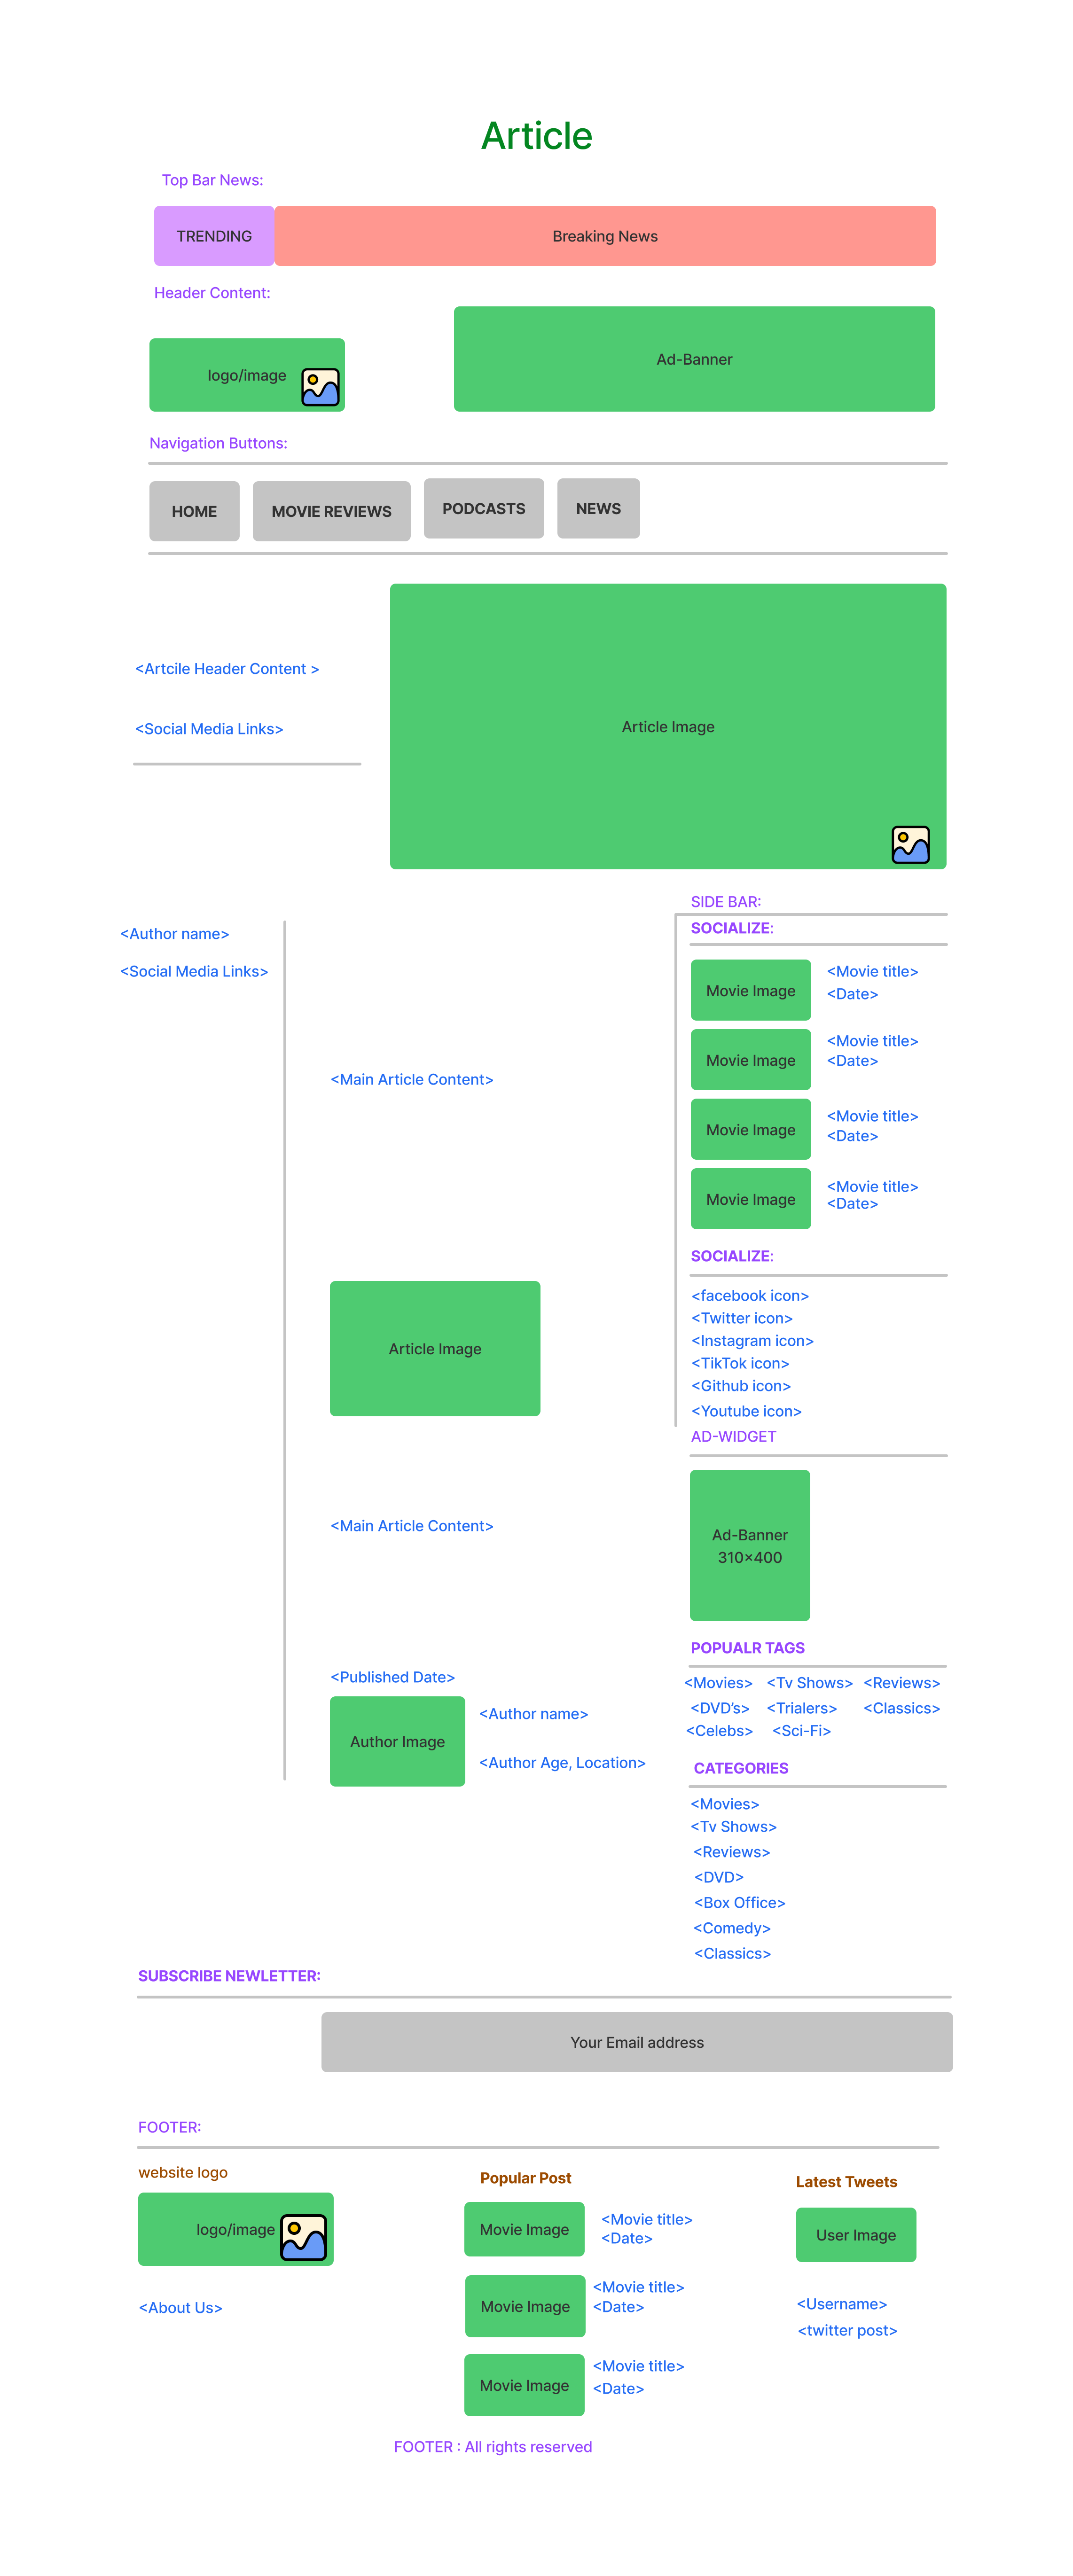 Article
Top Bar News:
TRENDING
Breaking News
Header Content:
logo/image
Ad-Banner
Navigation Buttons:
HOME
MOVIE REVIEWS
PODCASTS
NEWS
<Artcile Header Content >
<Social Media Links>
Article Image
<Author name>
<Social Media Links>
<Main Article Content>
Article Image
<Main Article Content>
<Published Date>
Author Image
<Author name>
<Author Age, Location>
SIDE BAR:
SOCIALIZE:
Movie Image
<Movie title>
<Date>
Movie Image
<Movie title>
<Date>
Movie Image
<Movie title>
<Date>
Movie Image
<Movie title>
<Date>
SOCIALIZE:
<facebook icon>
<Twitter icon>
<Instagram icon>
<TikTok icon>
<Github icon>
<Youtube icon>
AD-WIDGET
Ad-Banner
310x400
POPUALR TAGS
<Movies> <Tv Shows> <Reviews>
<DVD's> <Trialers> <Classics>
<Celebs> <Sci-Fi>
CATEGORIES
<Movies>
<Tv Shows>
<Reviews>
<DVD>
<Box Office>
<Comedy>
<Classics>
SUBSCRIBE NEWLETTER:
Your Email address
FOOTER:
website logo
logo/image
<About Us>
Popular Post
Movie Image
<Movie title>
<Date>
Movie Image
<Movie title>
<Date>
Movie Image
<Movie title>
<Date>
Latest Tweets
User Image
<Username>
<twitter post>
FOOTER : All rights reserved